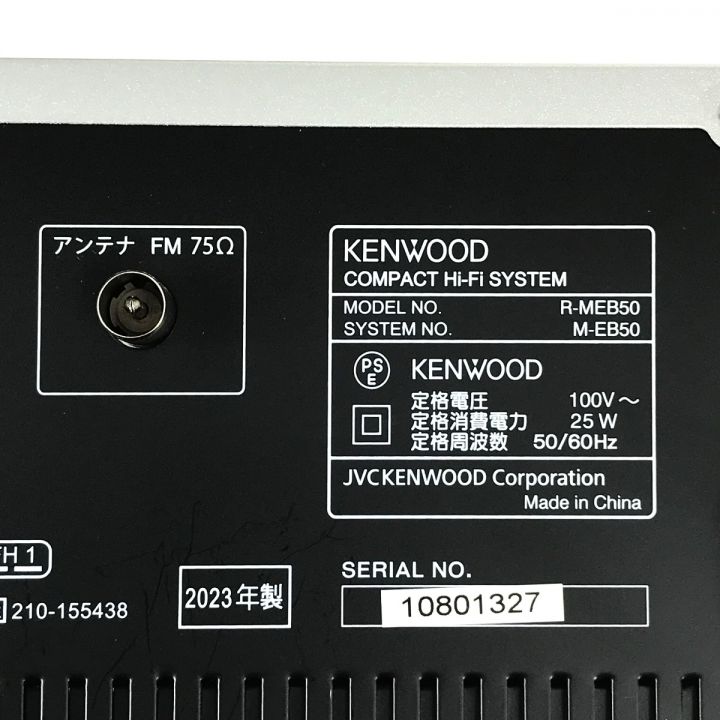 アンテナ FM 75Ω
KENWOOD
COMPACT Hi-Fi SYSTEM
MODEL NO. R-MEB50
SYSTEM NO. M-EB50
PS
E
KENWOOD
定格電圧 100V～
定格消費電力 25 W
定格周波数 50/60Hz
JVCKENWOOD Corporation
Made in China
TH 1
210-155438
2023年製
SERIAL NO.
10801327